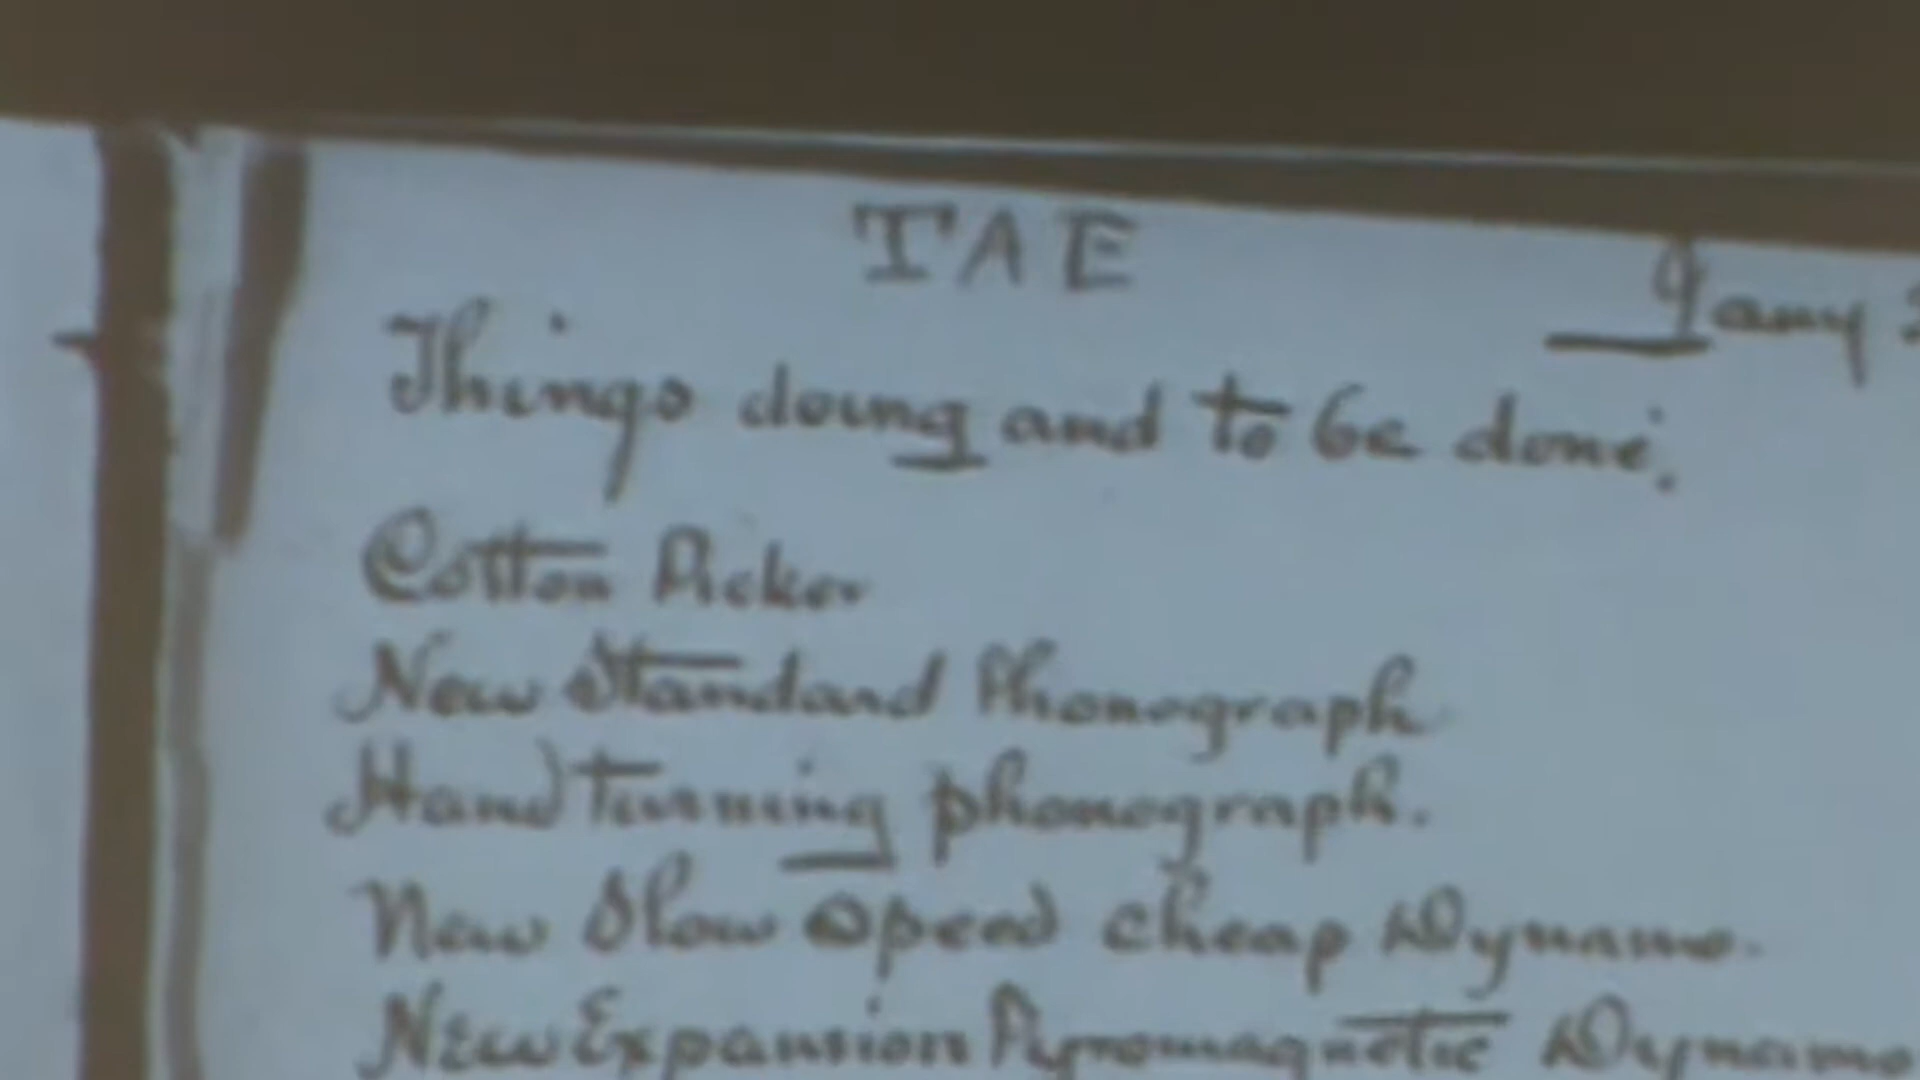 TAE
Jany
Things doing and to be done.
Cotton Picker
New Standard Phonograph
Hand turning phonograph.
New Slow Speed cheap Dynamo.
New Expansion Pyromagnetic Dynamo